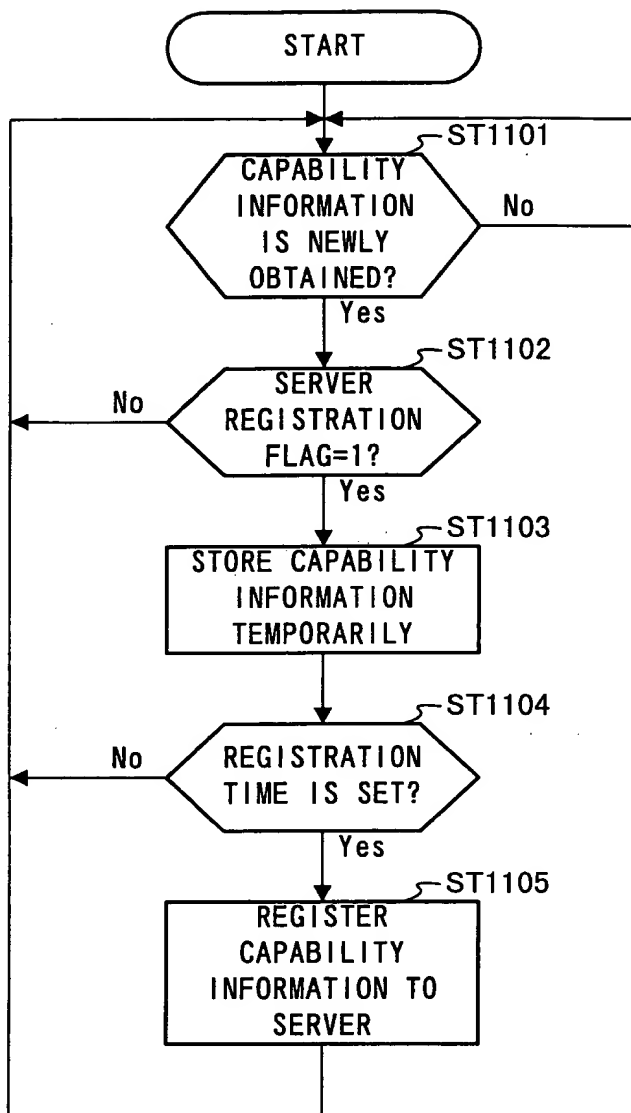 START
ST1101
CAPABILITY
INFORMATION
IS NEWLY
OBTAINED?
No
Yes
ST1102
SERVER
REGISTRATION
FLAG=1?
No
Yes
ST1103
STORE CAPABILITY
INFORMATION
TEMPORARILY
ST1104
REGISTRATION
TIME IS SET?
No
Yes
ST1105
REGISTER
CAPABILITY
INFORMATION TO
SERVER